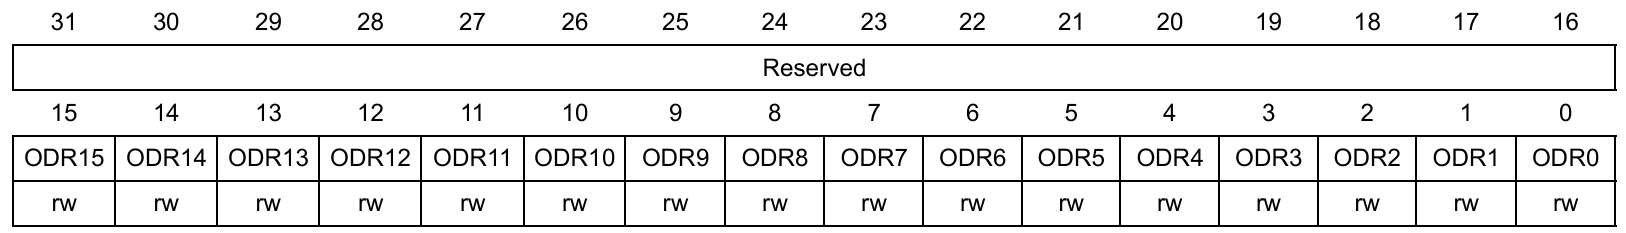 31 30 29 28 27 26 25 24 23 22 21 20 19 18 17 16
Reserved
15 14 13 12 11 10 9 8 7 6 5 4 3 2 1 0
ODR15 ODR14 ODR13 ODR12 ODR11 ODR10 ODR9 ODR8 ODR7 ODR6 ODR5 ODR4 ODR3 ODR2 ODR1 ODR0
rw rw rw rw rw rw rw rw rw rw rw rw rw rw rw rw